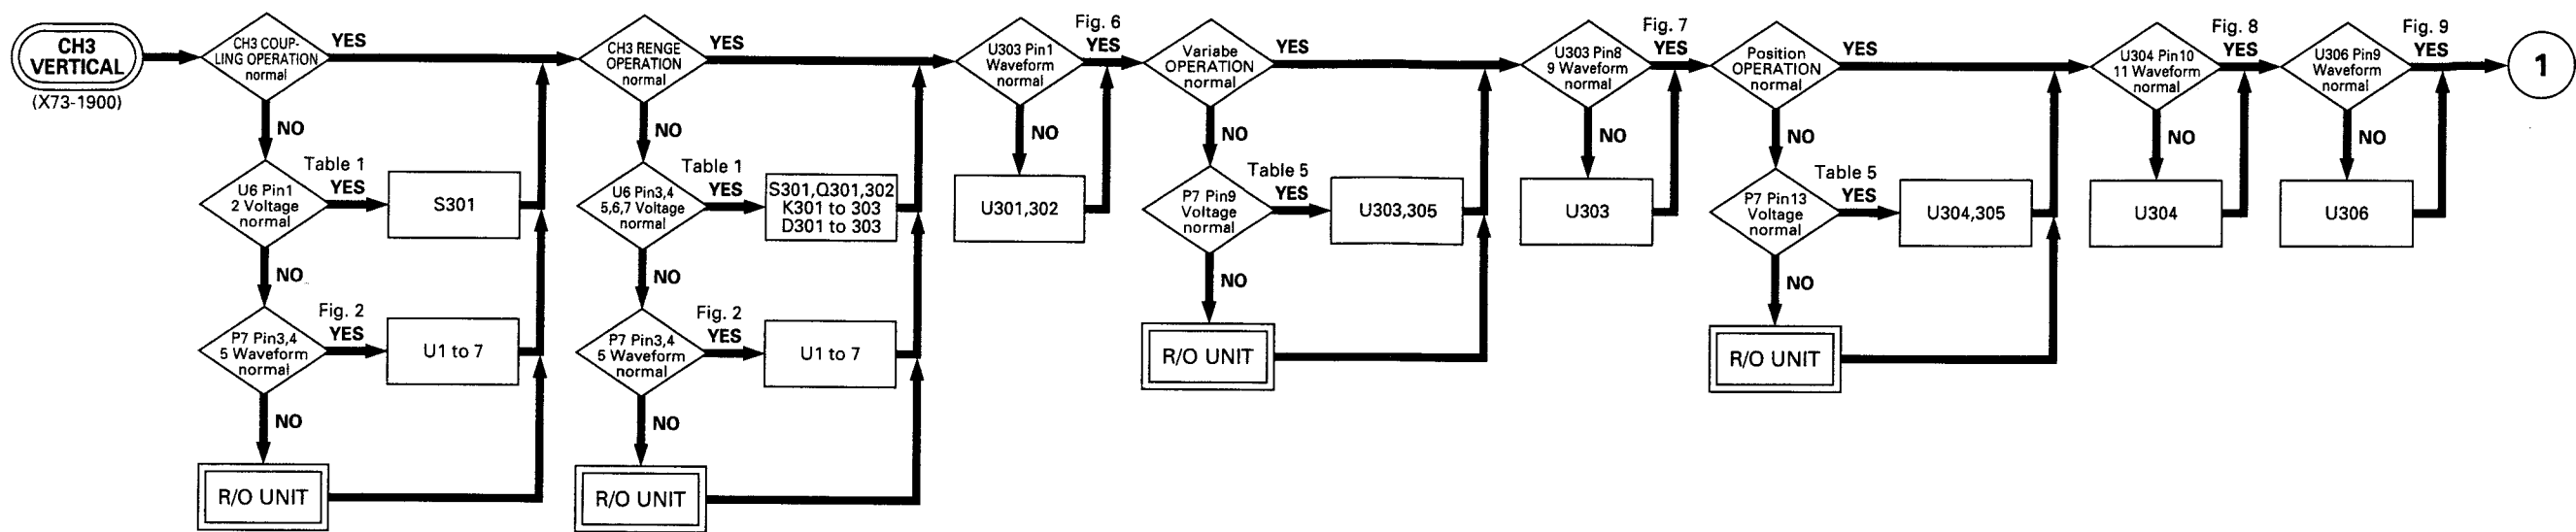 CH3
VERTICAL
(X73-1900)
CH3 COUP-
LING OPERATION
normal
YES
NO
U6 Pin1
2 Voltage
normal
Table 1
YES
S301
NO
P7 Pin3,4
5 Waveform
normal
Fig. 2
YES
U1 to 7
NO
R/O UNIT
CH3 RENGE
OPERATION
normal
YES
NO
U6 Pin3,4
5,6,7 Voltage
normal
Table 1
YES
S301,Q301,302
K301 to 303
D301 to 303
NO
P7 Pin3,4
5 Waveform
normal
Fig. 2
YES
U1 to 7
NO
R/O UNIT
U303 Pin1
Waveform
normal
Fig. 6
YES
NO
U301,302
Variabe
OPERATION
normal
YES
NO
P7 Pin9
Voltage
normal
Table 5
YES
U303,305
NO
R/O UNIT
U303 Pin8
9 Waveform
normal
Fig. 7
YES
NO
U303
Position
OPERATION
normal
YES
NO
P7 Pin13
Voltage
normal
Table 5
YES
U304,305
NO
R/O UNIT
U304 Pin10
11 Waveform
normal
Fig. 8
YES
NO
U304
U306 Pin9
Waveform
normal
Fig. 9
YES
NO
U306
1